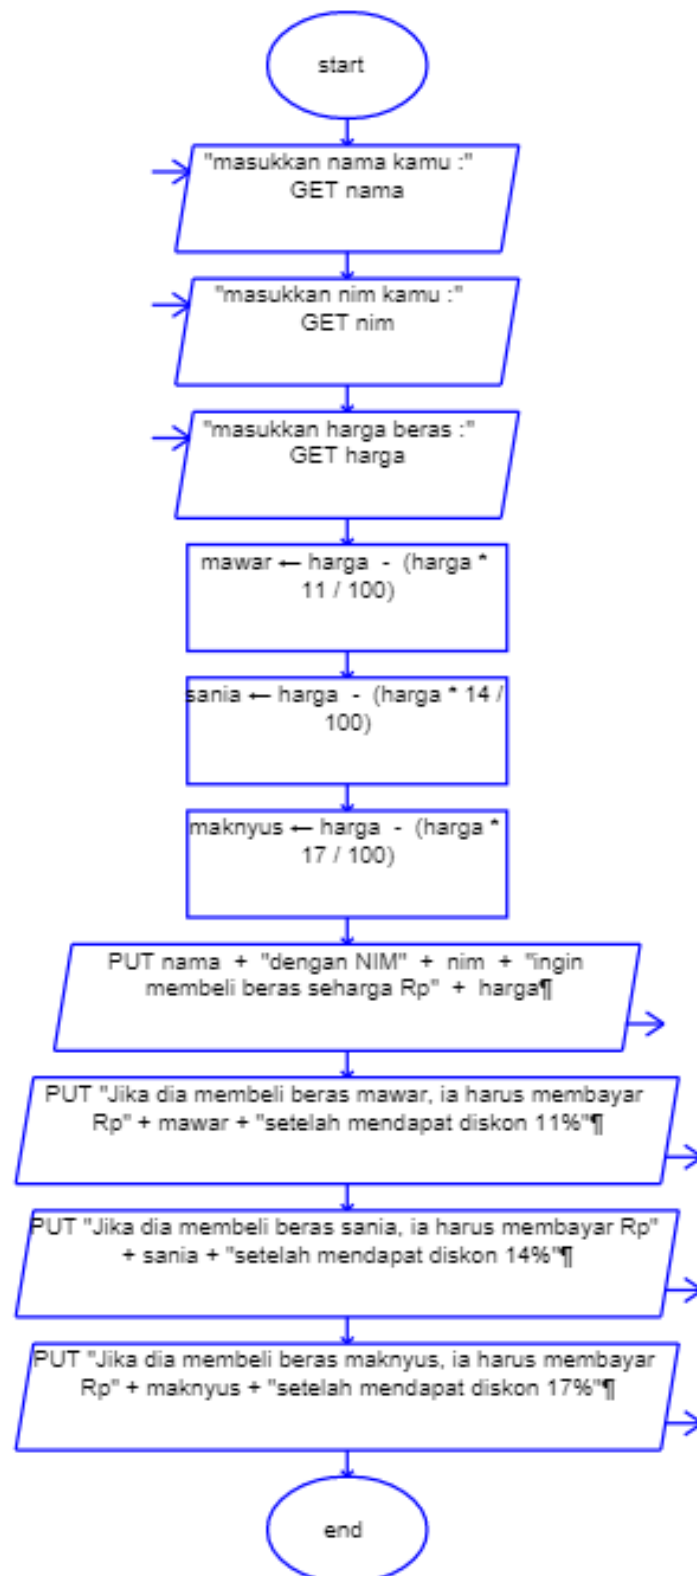 start
"masukkan nama kamu :"
GET nama
"masukkan nim kamu :"
GET nim
"masukkan harga beras :"
GET harga
mawar ← harga - (harga *
11 / 100)
sania ← harga - (harga * 14 /
100)
maknyus ← harga - (harga *
17 / 100)
PUT nama + "dengan NIM" + nim + "ingin
membeli beras seharga Rp" + harga¶
PUT "Jika dia membeli beras mawar, ia harus membayar
Rp" + mawar + "setelah mendapat diskon 11%"¶
PUT "Jika dia membeli beras sania, ia harus membayar Rp"
+ sania + "setelah mendapat diskon 14%"¶
PUT "Jika dia membeli beras maknyus, ia harus membayar
Rp" + maknyus + "setelah mendapat diskon 17%"¶
end